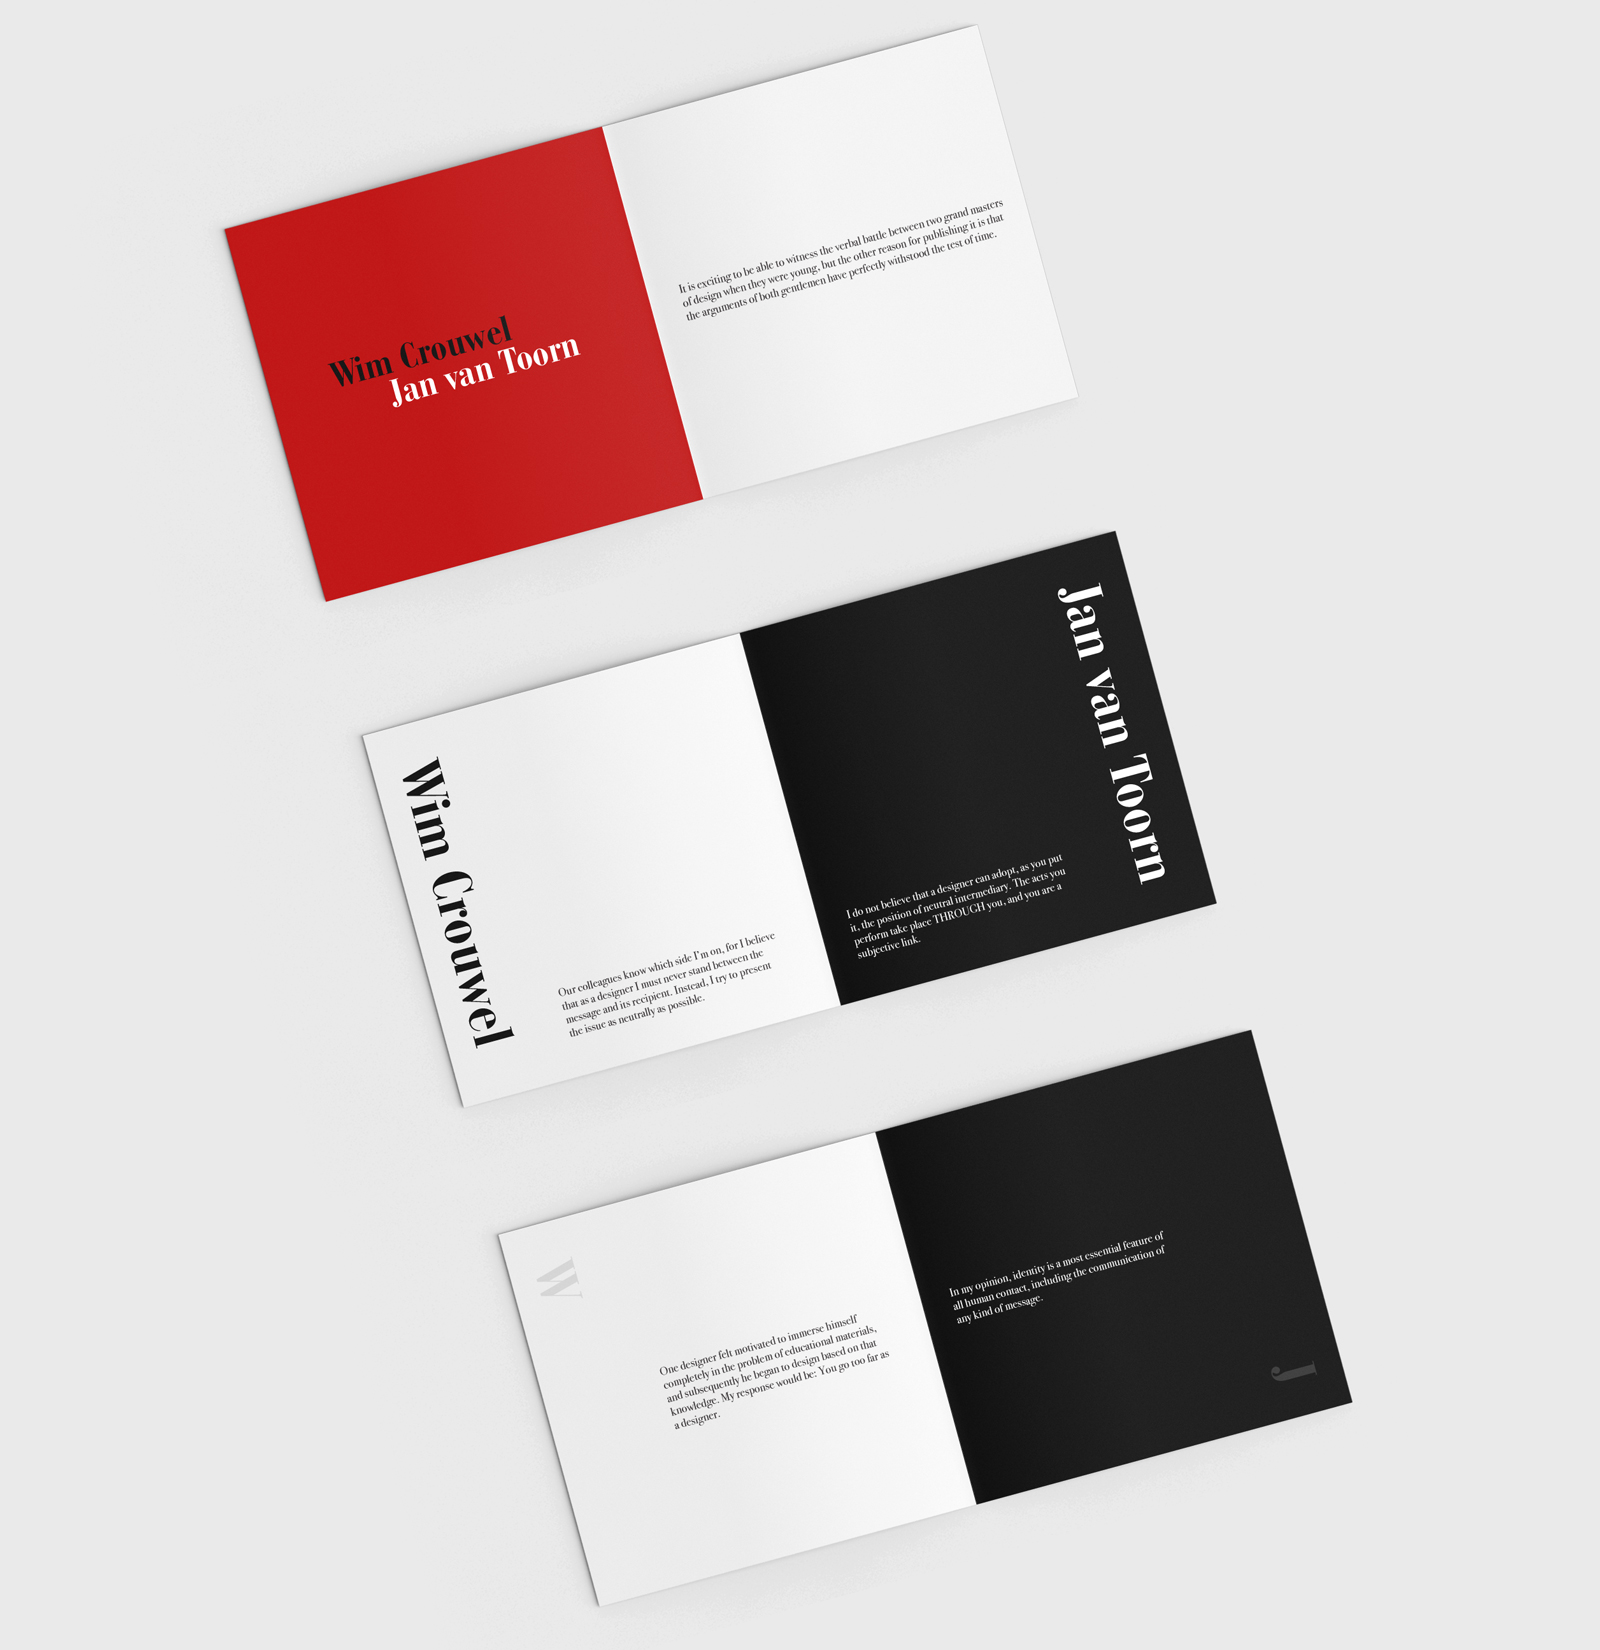 Wim Crouwel
Jan van Toorn
It is exciting to be able to witness the verbal battle between two grand masters
of design when they were young, but the other reason for publishing it is that
the arguments of both gentlemen have perfectly withstood the test of time.
Wim Crouwel
Our colleagues know which side I'm on, for I believe
that as a designer I must never stand between the
message and its recipient. Instead, I try to present
the issue as neutrally as possible.
Jan van Toorn
I do not believe that a designer can adopt, as you put
it, the position of neutral intermediary. The acts you
perform take place THROUGH you, and you are a
subjective link.
W
One designer felt motivated to immerse himself
completely in the problem of educational materials,
and subsequently he began to design based on that
knowledge. My response would be: You go too far as
a designer.
In my opinion, identity is a most essential feature of
all human contact, including the communication of
any kind of message.
J